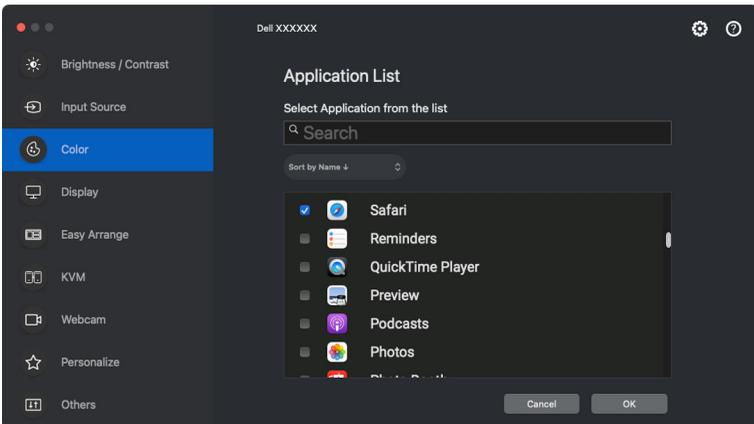 Dell XXXXXX
Brightness / Contrast
Input Source
Color
Display
Easy Arrange
KVM
Webcam
Personalize
Others
Application List
Select Application from the list
Search
Sort by Name ↓
Safari
Reminders
QuickTime Player
Preview
Podcasts
Photos
Cancel
OK